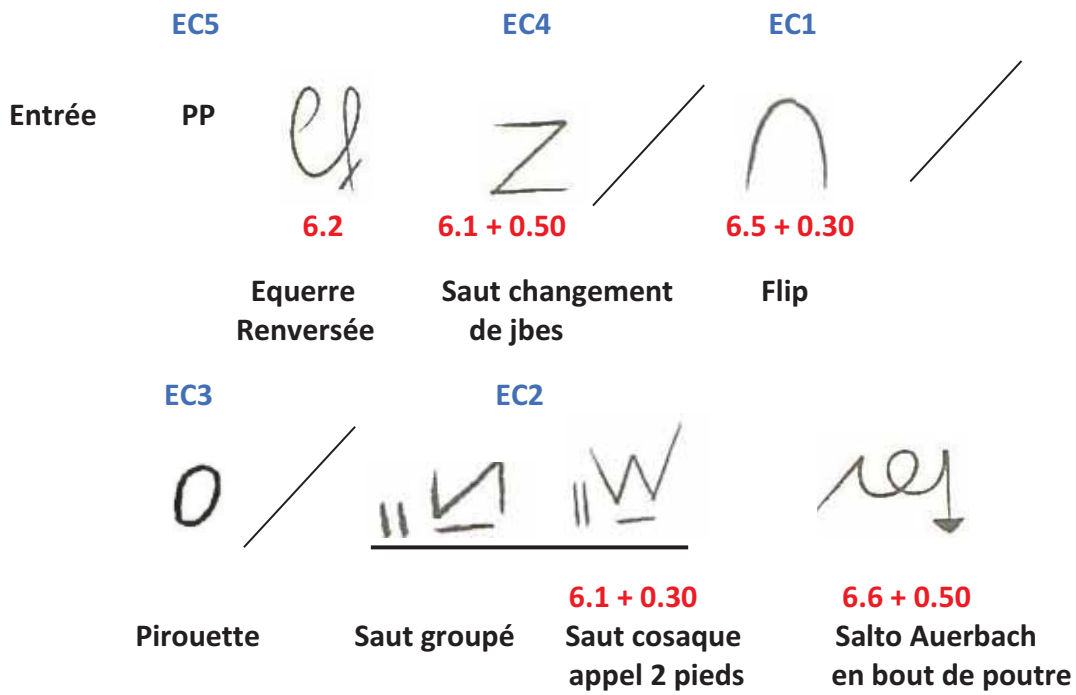 EC5 EC4 EC1
Entrée PP
6.2 6.1 + 0.50 6.5 + 0.30
Equerre Saut changement Flip
Renversée de jbes
EC3 EC2
6.1 + 0.30 6.6 + 0.50
Pirouette Saut groupé Saut cosaque Salto Auerbach
appel 2 pieds en bout de poutre